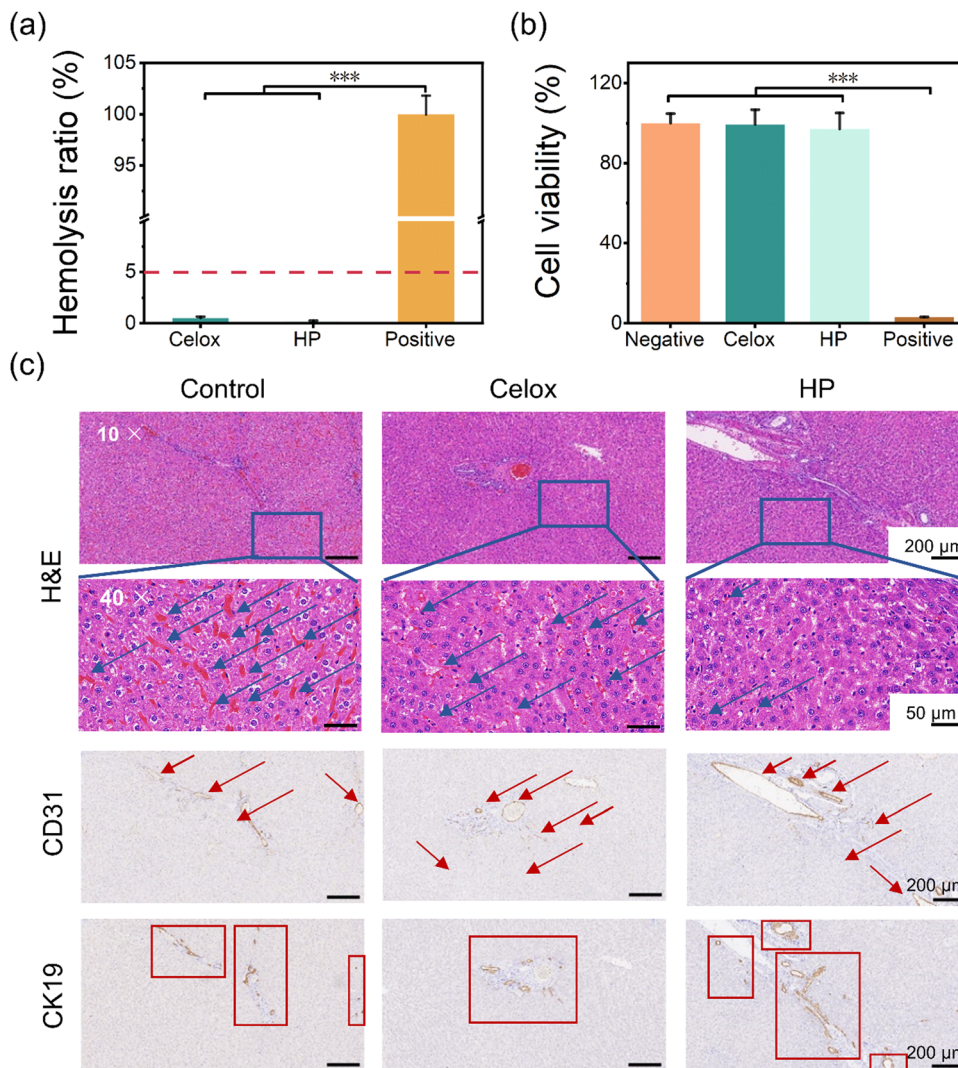 (a)
Hemolysis ratio (%)
105
100
95
5
0
***
Celox
HP
Positive
(b)
Cell viability (%)
120
80
40
0
***
Negative
Celox
HP
Positive
(c)
Control
Celox
HP
H&E
10 ×
200 μm
40 ×
50 μm
CD31
200 μm
CK19
200 μm